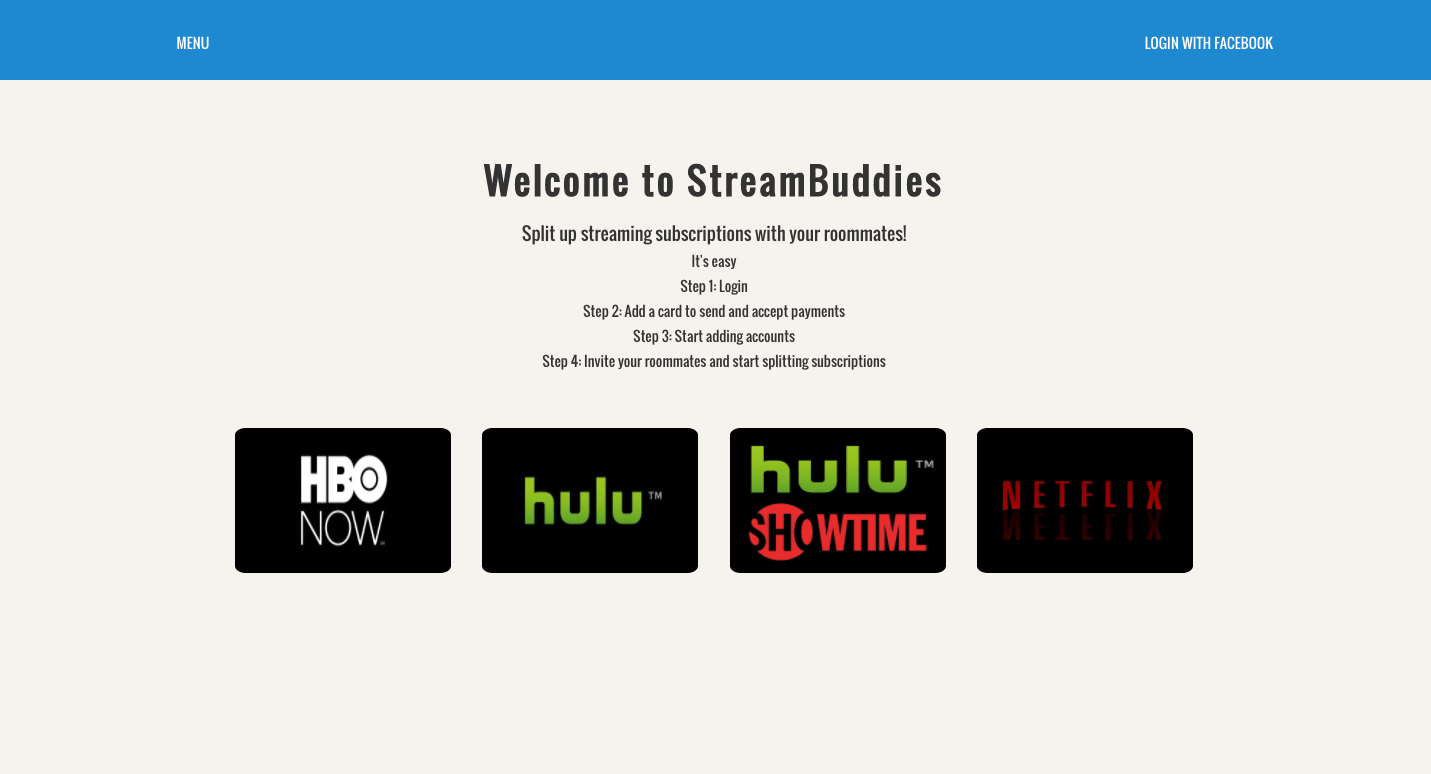 MENU
LOGIN WITH FACEBOOK
Welcome to StreamBuddies
Split up streaming subscriptions with your roommates!
It's easy
Step 1: Login
Step 2: Add a card to send and accept payments
Step 3: Start adding accounts
Step 4: Invite your roommates and start splitting subscriptions
HBO
NOW
hulu™
hulu™
SHOWTIME
NETFLIX